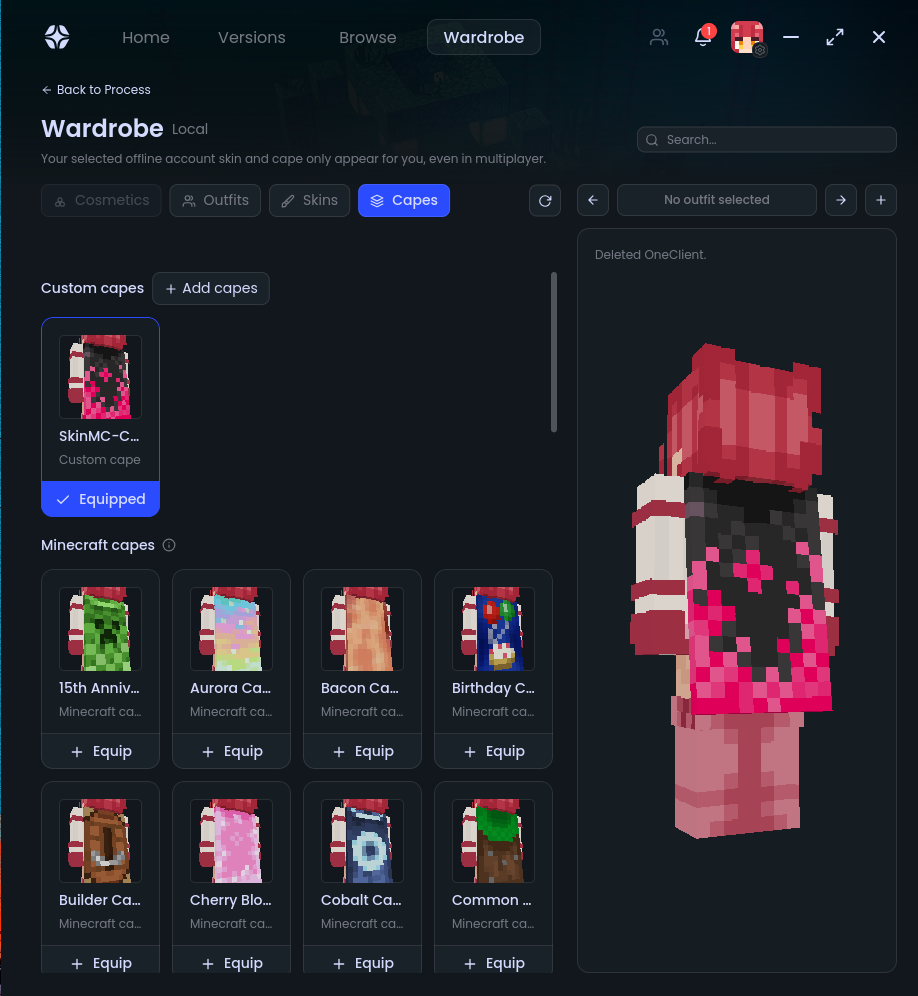 Home
Versions
Browse
Wardrobe
1
Back to Process
Wardrobe Local
Your selected offline account skin and cape only appear for you, even in multiplayer.
Search...
Cosmetics
Outfits
Skins
Capes
No outfit selected
Deleted OneClient.
Custom capes
Add capes
SkinMC-C...
Custom cape
Equipped
Minecraft capes
15th Anniv...
Minecraft ca...
Equip
Aurora Ca...
Minecraft ca...
Equip
Bacon Ca...
Minecraft ca...
Equip
Birthday C...
Minecraft ca...
Equip
Builder Ca...
Minecraft ca...
Equip
Cherry Blo...
Minecraft ca...
Equip
Cobalt Ca...
Minecraft ca...
Equip
Common ...
Minecraft ca...
Equip